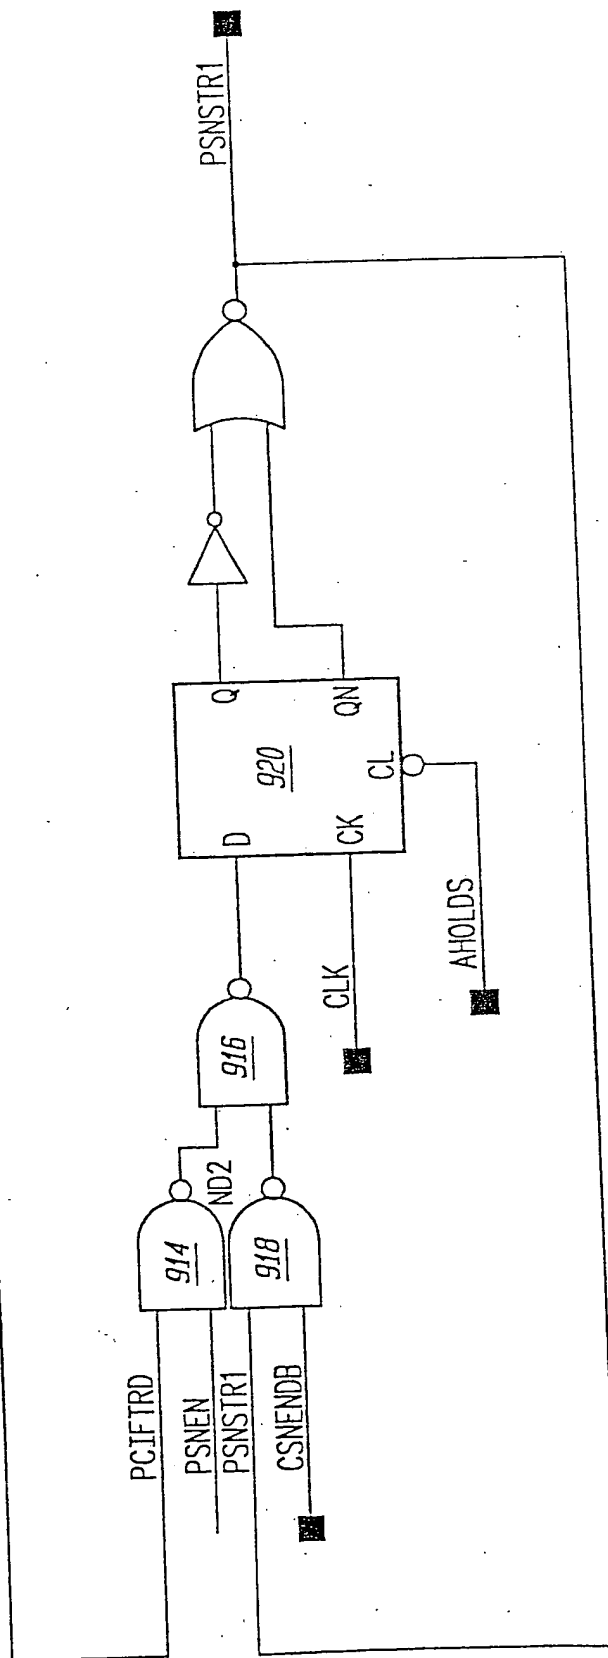 PCIFTRD
PSNEN
PSNSTR1
CSNENDB
914
918
ND2
916
CLK
AHOLDS
D
CK
920
CL
Q
QN
PSNSTR1